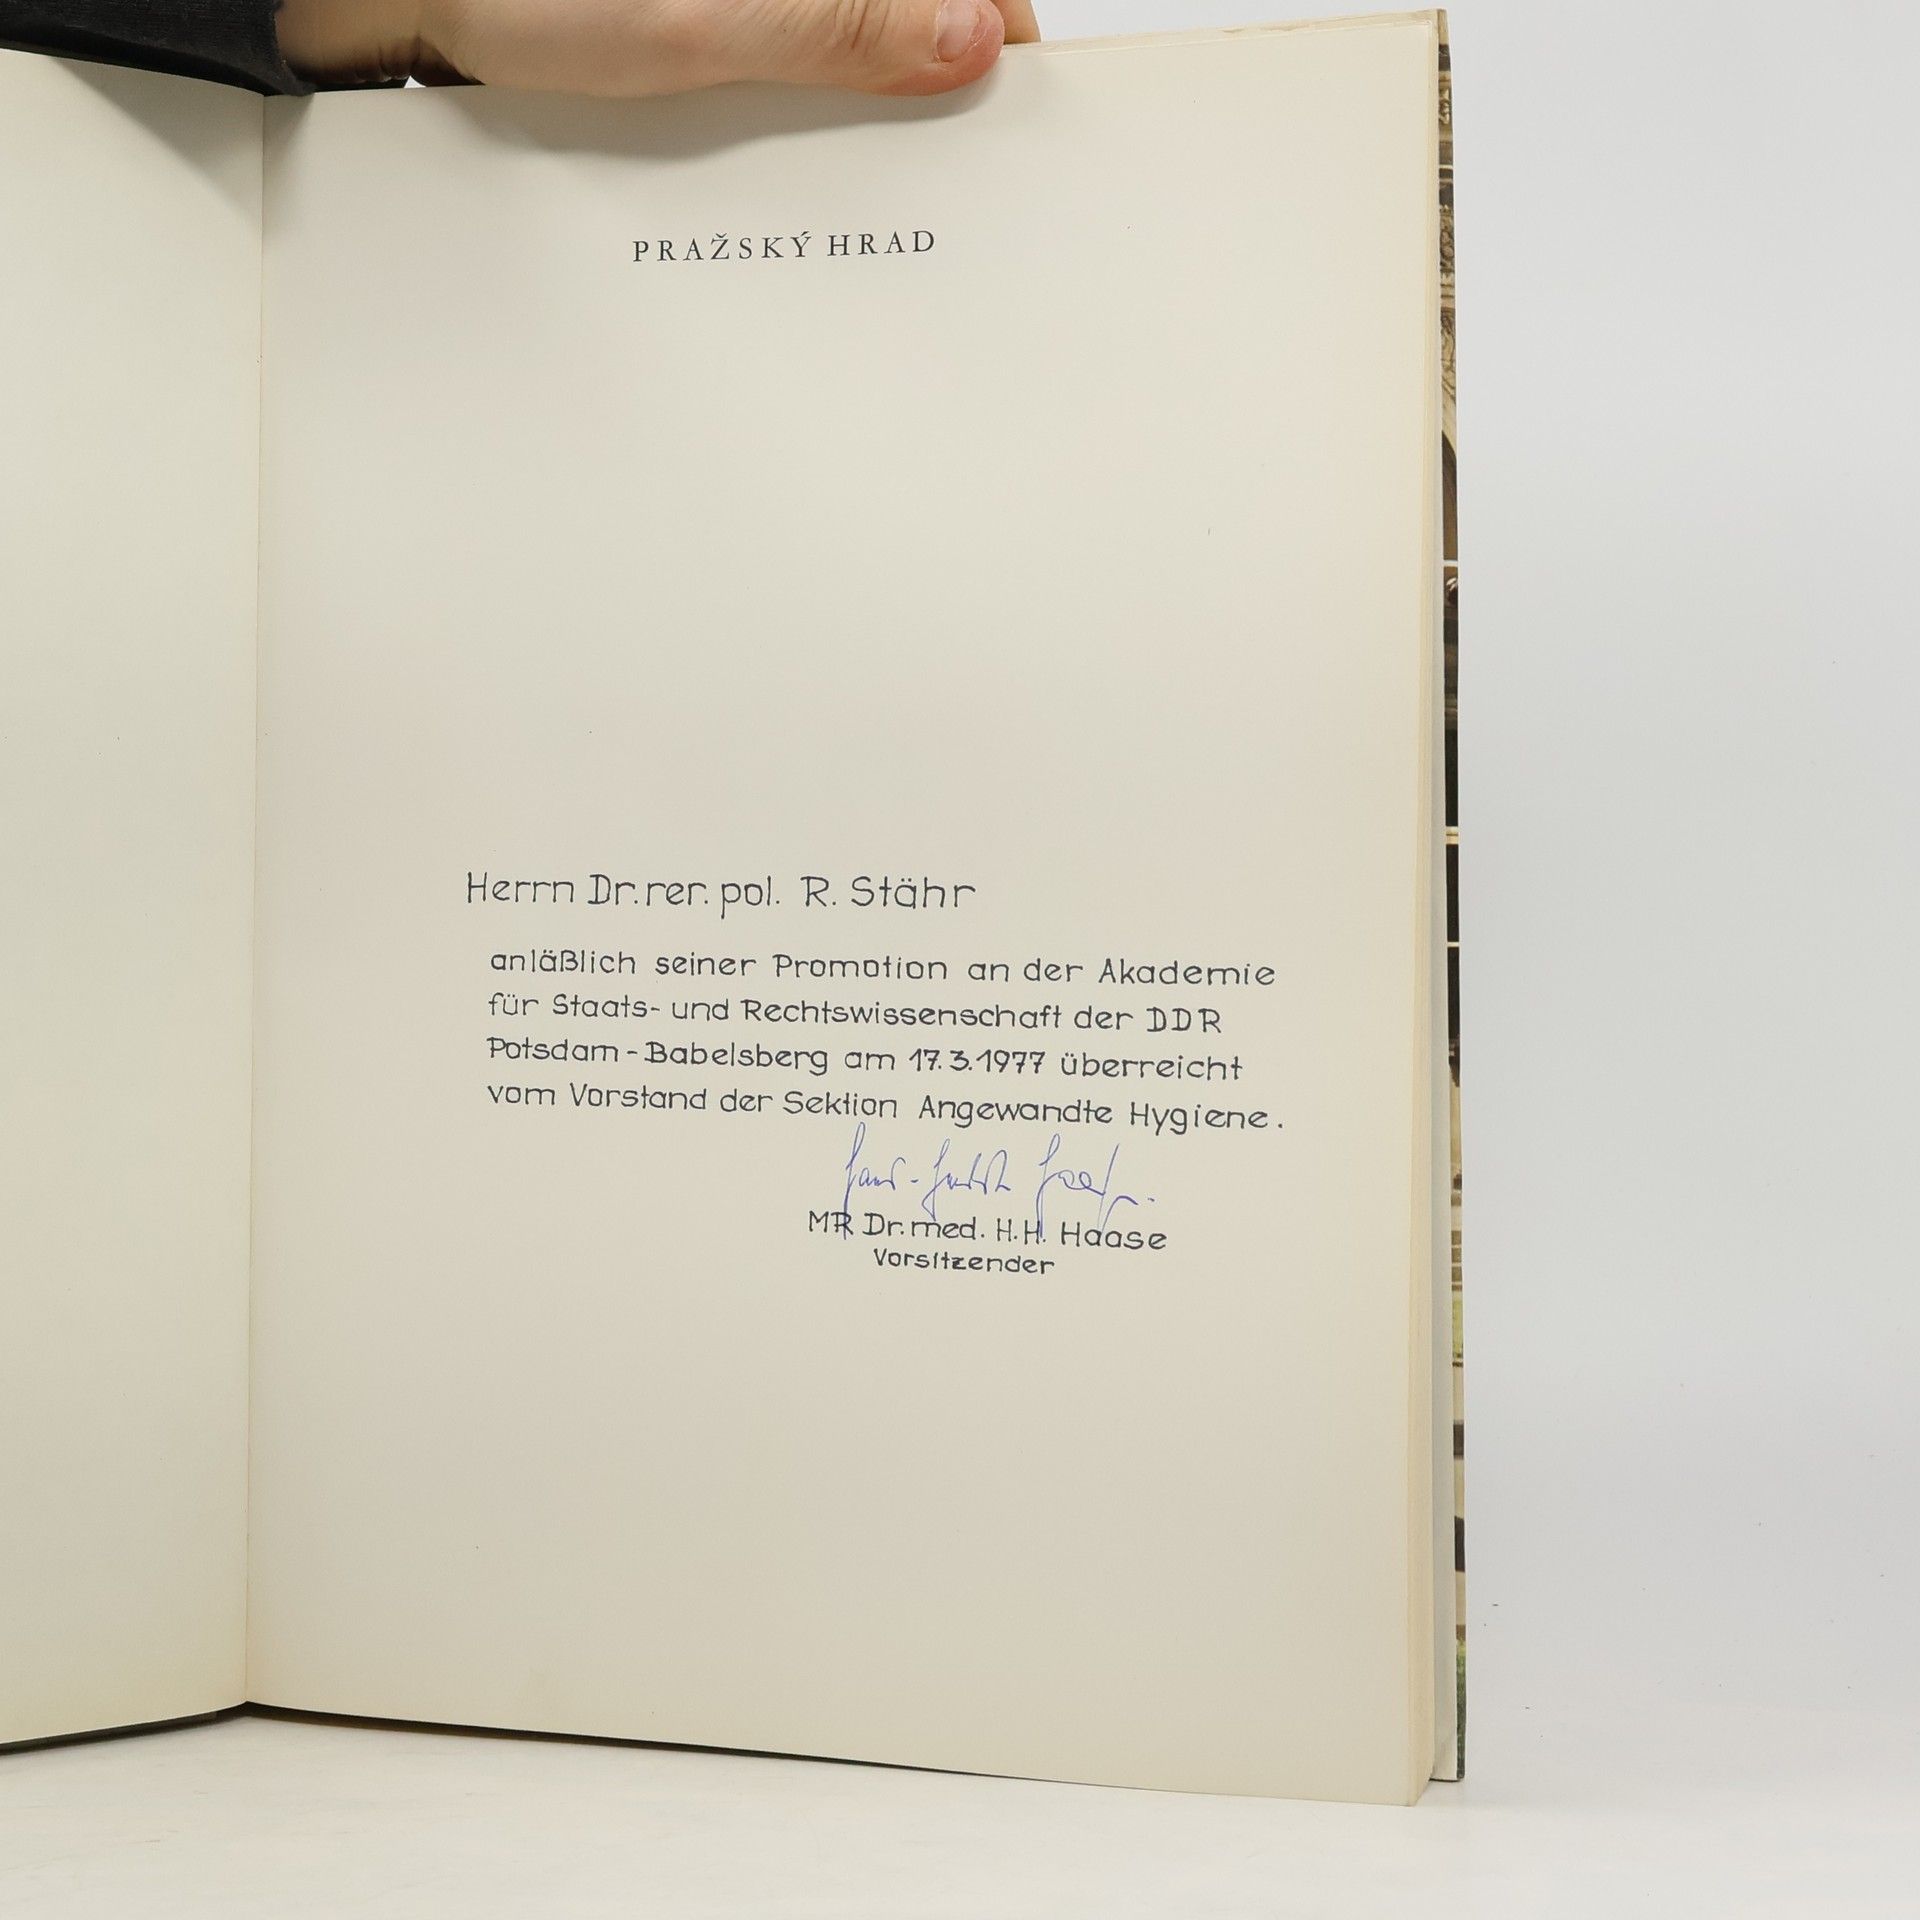 PRAŽSKÝ HRAD
Herrn Dr. rer. pol. R. Stähr
anläßlich seiner Promotion an der Akademie
für Staats- und Rechtswissenschaft der DDR
Potsdam-Babelsberg am 17.3.1977 überreicht
vom Vorstand der Sektion Angewandte Hygiene.
MR Dr. med. H.H. Haase
Vorsitzender